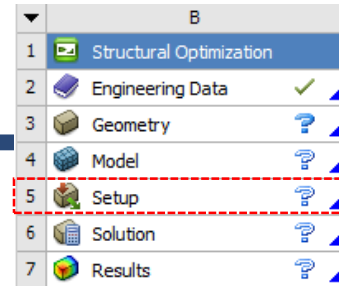 B
1 Structural Optimization
2 Engineering Data
3 Geometry
4 Model
5 Setup
6 Solution
7 Results